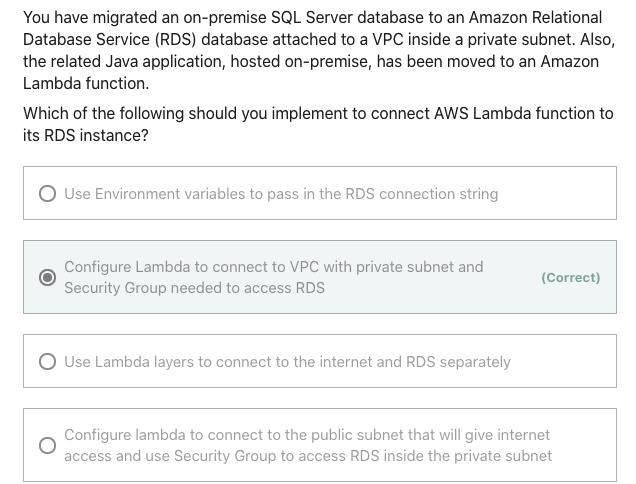 You have migrated an on-premise SQL Server database to an Amazon Relational
Database Service (RDS) database attached to a VPC inside a private subnet. Also,
the related Java application, hosted on-premise, has been moved to an Amazon
Lambda function.
Which of the following should you implement to connect AWS Lambda function to
its RDS instance?
Use Environment variables to pass in the RDS connection string
Configure Lambda to connect to VPC with private subnet and
Security Group needed to access RDS
(Correct)
Use Lambda layers to connect to the internet and RDS separately
Configure lambda to connect to the public subnet that will give internet
access and use Security Group to access RDS inside the private subnet